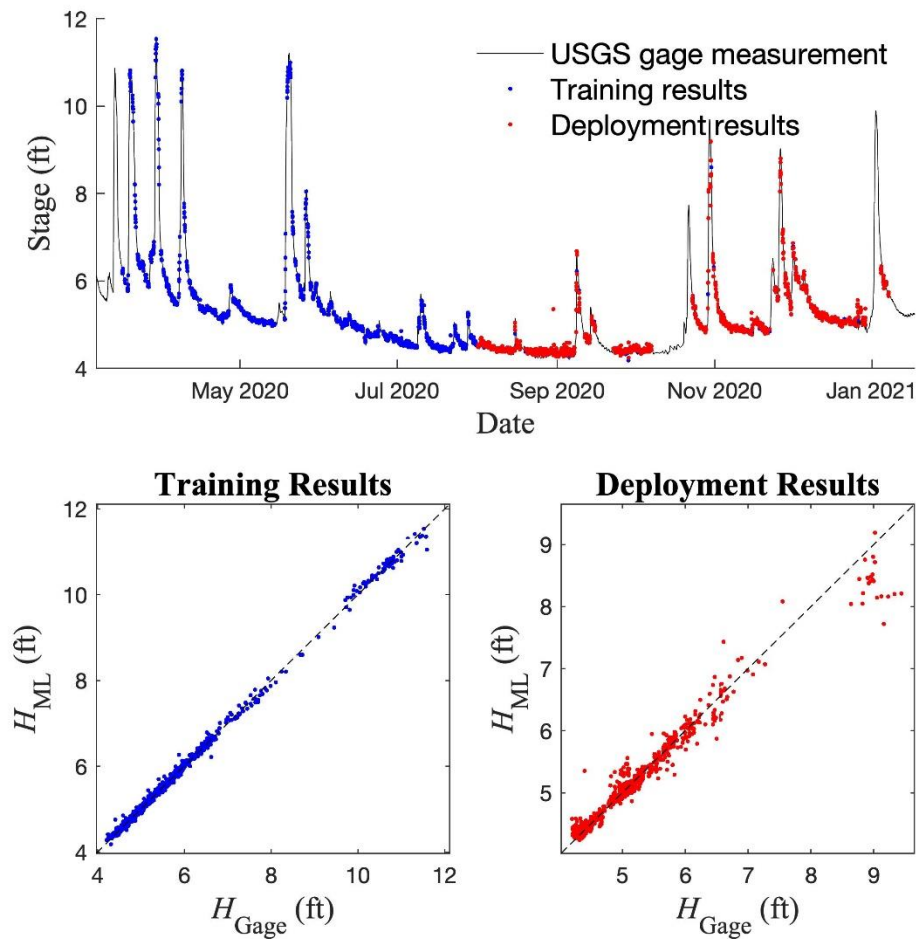 12
10
8
6
4
Stage (ft)
USGS gage measurement
Training results
Deployment results
May 2020
Jul 2020
Sep 2020
Nov 2020
Jan 2021
Date
Training Results
12
10
8
6
4
H_ML (ft)
4
6
8
10
12
H_Gage (ft)
Deployment Results
9
8
7
6
5
H_ML (ft)
5
6
7
8
9
H_Gage (ft)